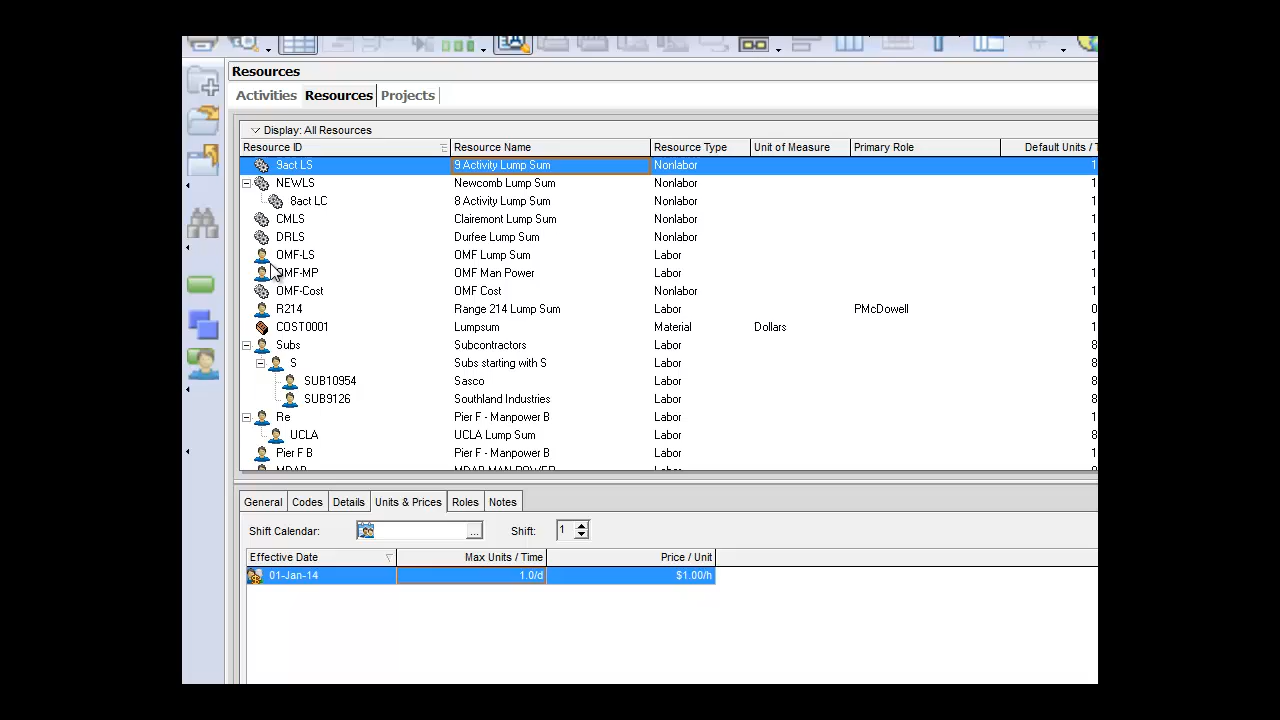 Resources
Activities Resources Projects
Display: All Resources
Resource ID Resource Name Resource Type Unit of Measure Primary Role Default Units / T
9act LS 9 Activity Lump Sum Nonlabor 1
NEWLS Newcomb Lump Sum Nonlabor 1
8act LC 8 Activity Lump Sum Nonlabor 1
CMLS Clairemont Lump Sum Nonlabor 1
DRLS Durfee Lump Sum Nonlabor 1
OMF-LS OMF Lump Sum Labor 1
OMF-MP OMF Man Power Labor 1
OMF-Cost OMF Cost Nonlabor 1
R214 Range 214 Lump Sum Labor PMcDowell 0
COST0001 Lumpsum Material Dollars 1
Subs Subcontractors Labor 8
S Subs starting with S Labor 8
SUB10954 Sasco Labor 8
SUB9126 Southland Industries Labor 8
Re Pier F - Manpower B Labor 1
UCLA UCLA Lump Sum Labor 8
Pier F B Pier F - Manpower B Labor 1
MDAB MDAB MAN POWER Labor
General Codes Details Units & Prices Roles Notes
Shift Calendar: ... Shift: 1
Effective Date Max Units / Time Price / Unit
01-Jan-14 1.0/d $1.00/h